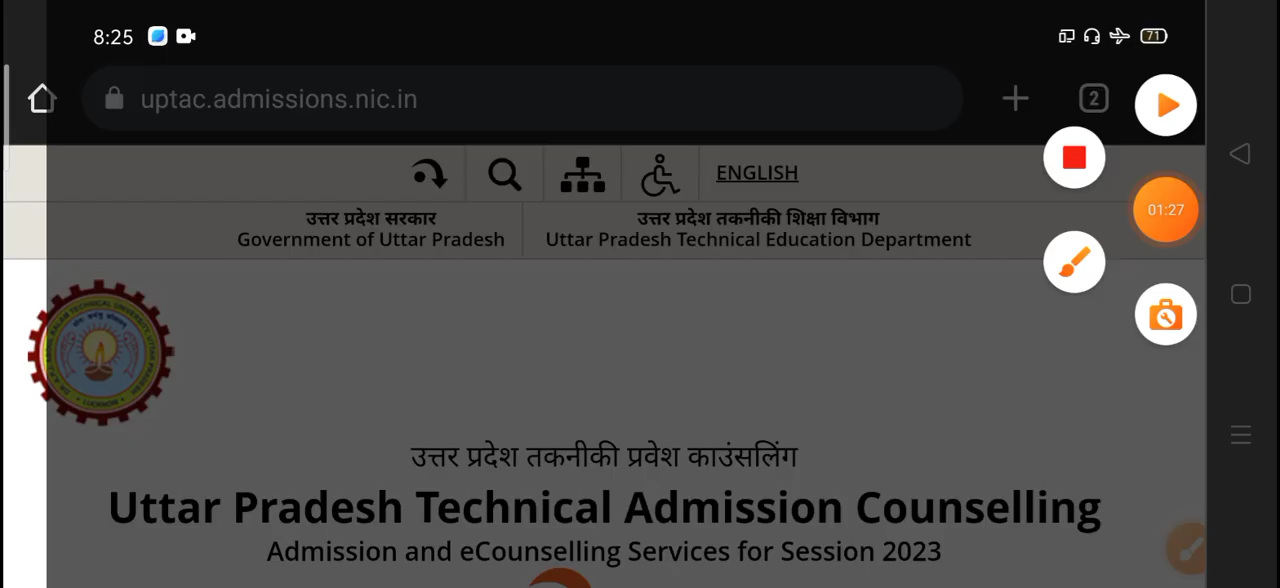 8:25
71
uptac.admissions.nic.in
2
01:27
ENGLISH
उत्तर प्रदेश सरकार
Government of Uttar Pradesh
उत्तर प्रदेश तकनीकी शिक्षा विभाग
Uttar Pradesh Technical Education Department
उत्तर प्रदेश तकनीकी प्रवेश काउंसलिंग
Uttar Pradesh Technical Admission Counselling
Admission and eCounselling Services for Session 2023